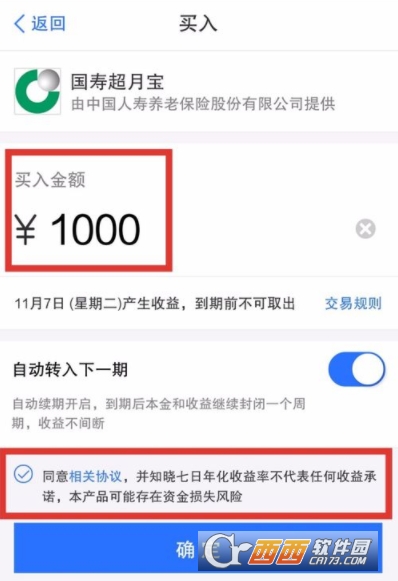 返回
买入
国寿超月宝
由中国人寿养老保险股份有限公司提供
买入金额
¥ 1000
11月7日 (星期二)产生收益，到期前不可取出 交易规则
自动转入下一期
自动续期开启，到期后本金和收益继续封闭一个周
期，收益不间断
同意相关协议，并知晓七日年化收益率不代表任何收益承
诺，本产品可能存在资金损失风险
确
西西软件园
CR173.COM